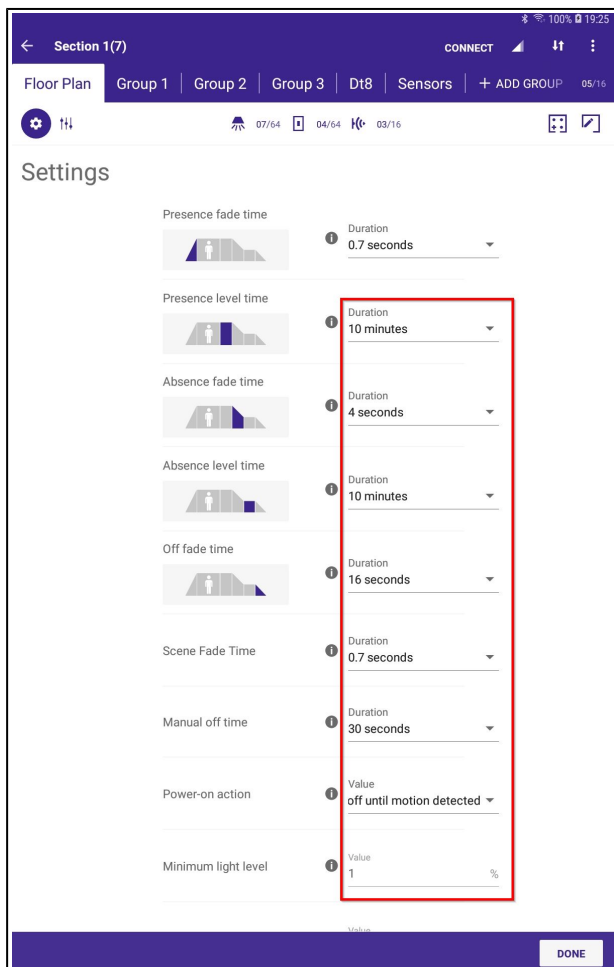 100% 19:25
Section 1(7) CONNECT
Floor Plan Group 1 Group 2 Group 3 Dt8 Sensors + ADD GROUP 05/16
07/64 04/64 03/16
Settings
Presence fade time
Duration
0.7 seconds
Presence level time
Duration
10 minutes
Absence fade time
Duration
4 seconds
Absence level time
Duration
10 minutes
Off fade time
Duration
16 seconds
Scene Fade Time
Duration
0.7 seconds
Manual off time
Duration
30 seconds
Power-on action
Value
off until motion detected
Minimum light level
Value
1 %
Value
DONE